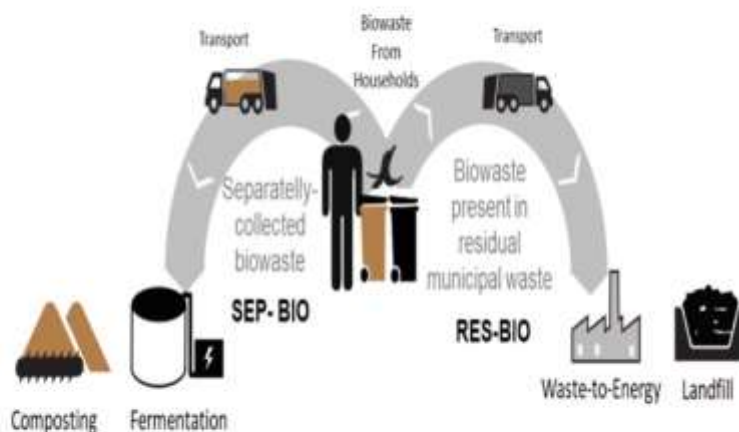 Transport
Biowaste
From
Households
Transport
Separatelly-
collected
biowaste
SEP- BIO
Biowaste
present in
residual
municipal waste
RES-BIO
Composting
Fermentation
Waste-to-Energy
Landfill